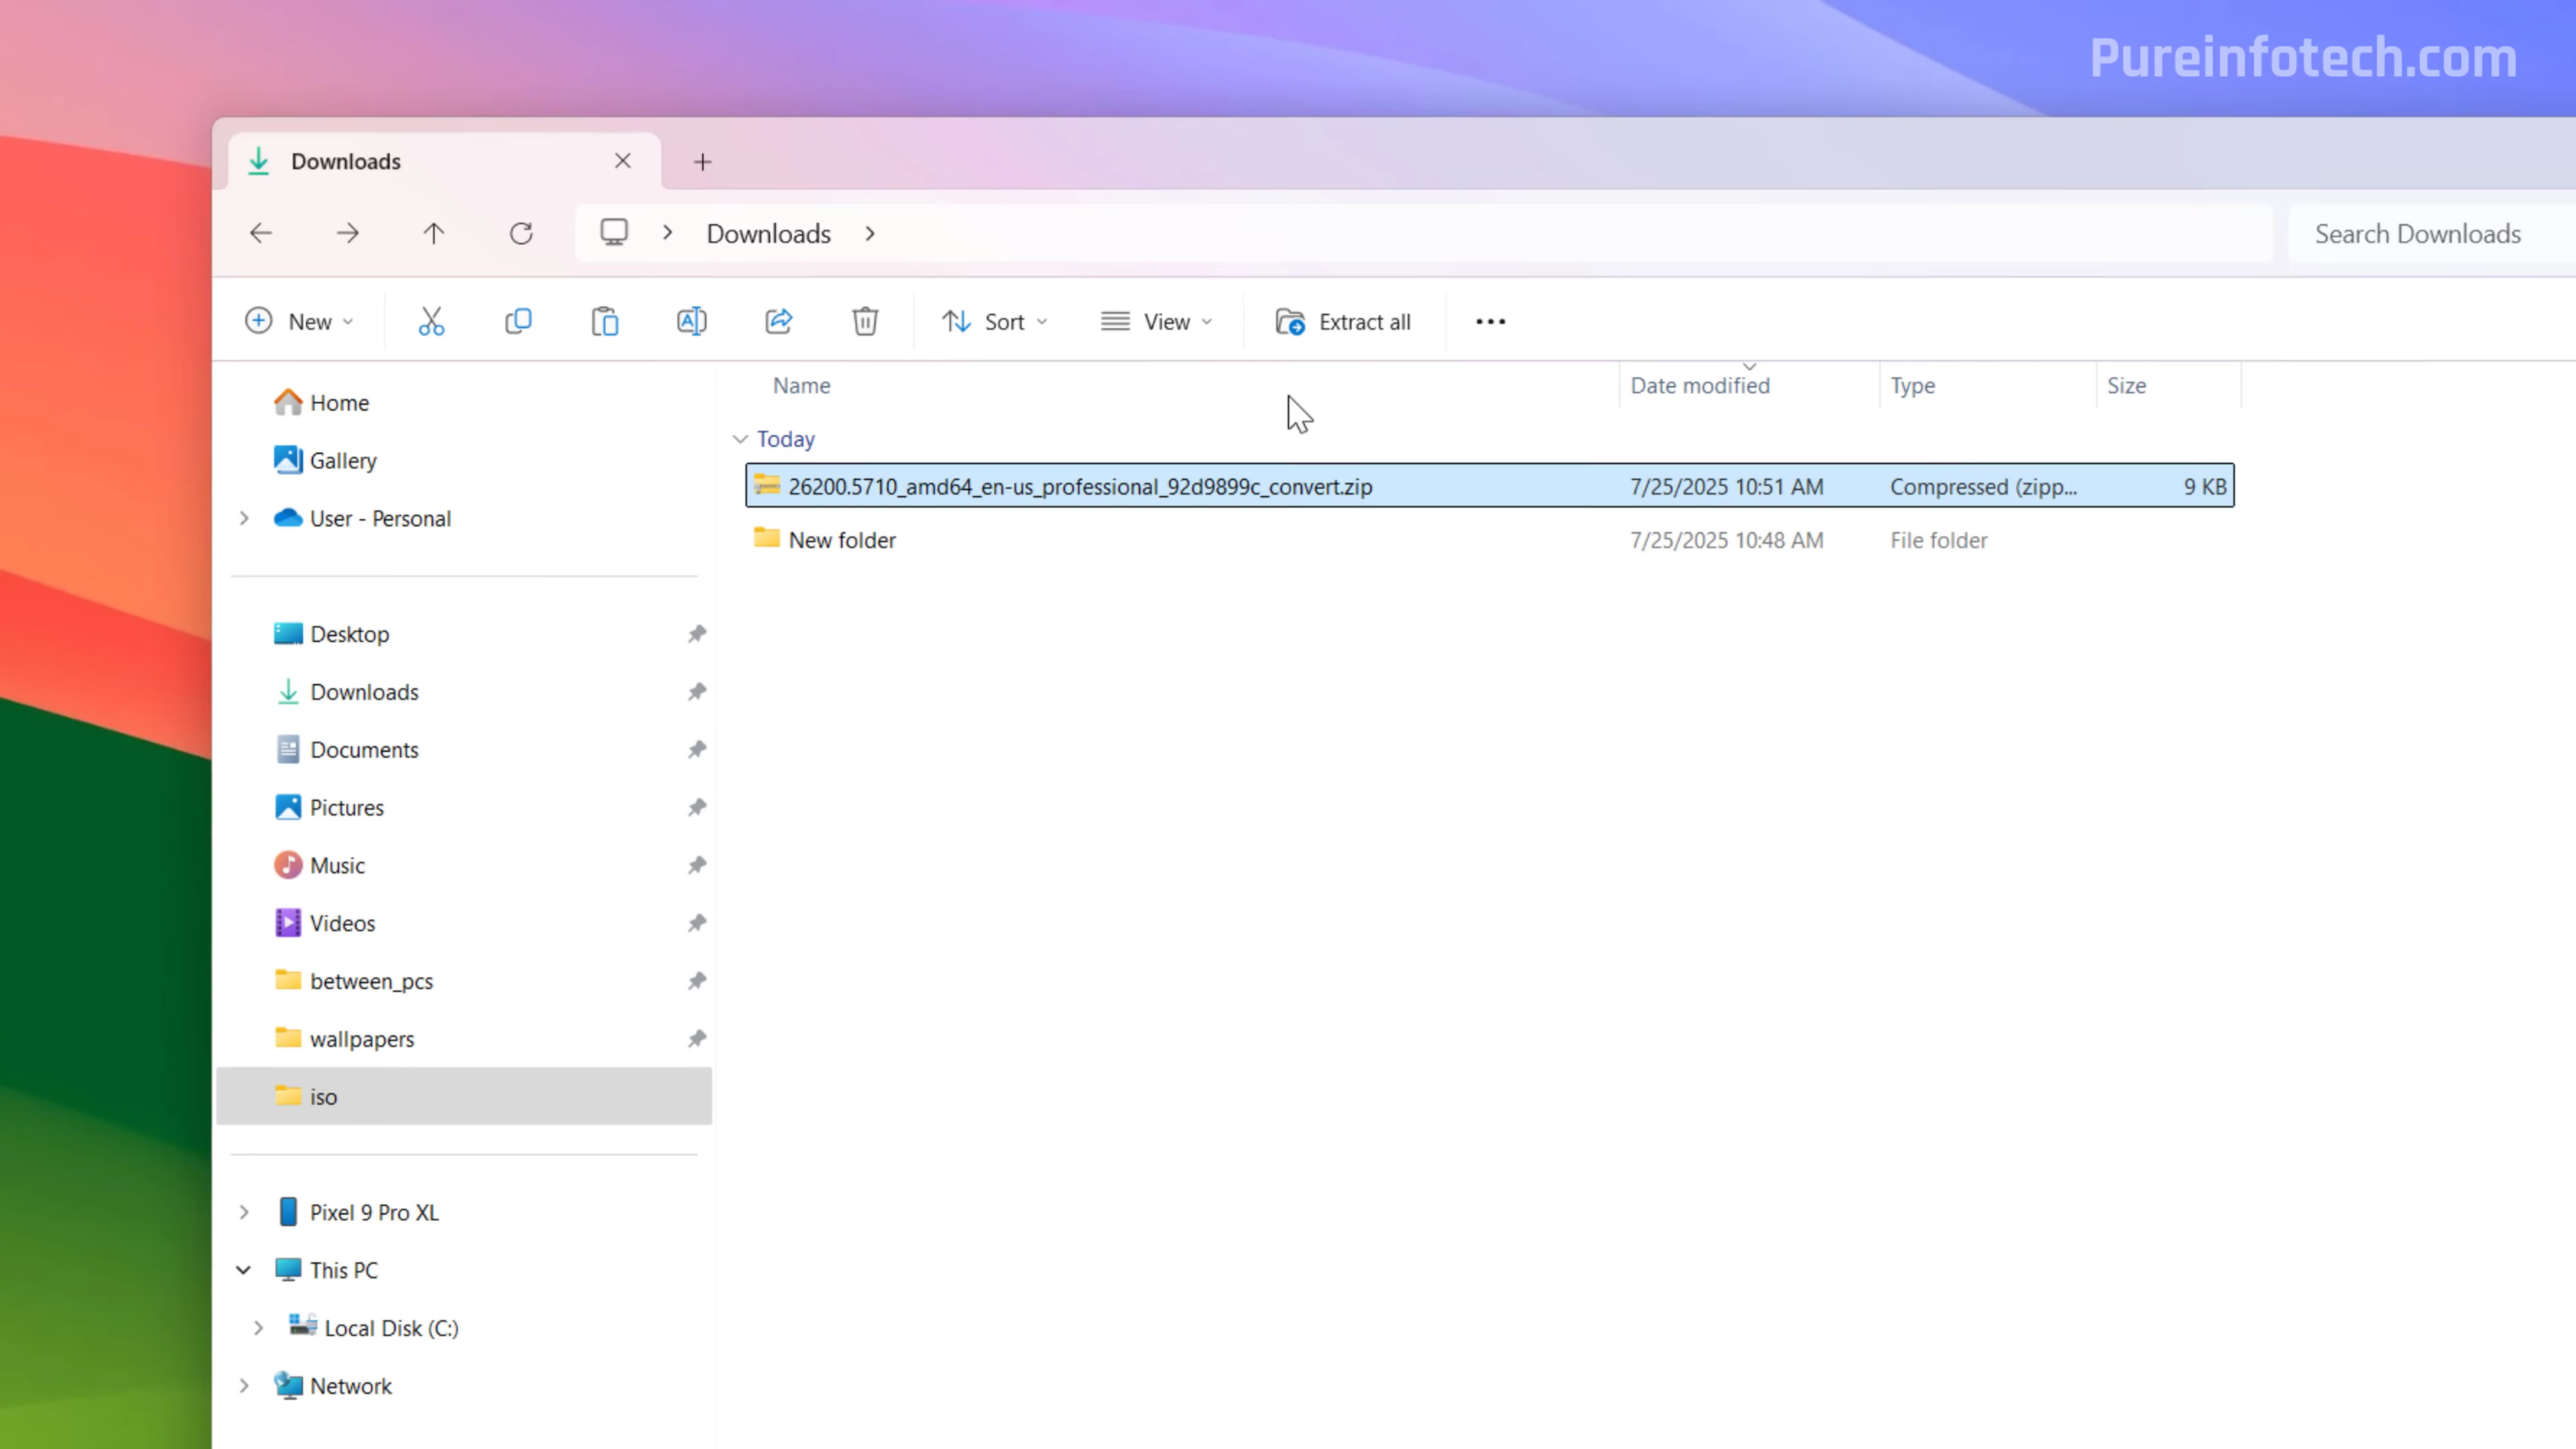 Pureinfotech.com
Downloads
Downloads
Search Downloads
New
Sort
View
Extract all
Name
Date modified
Type
Size
Today
26200.5710_amd64_en-us_professional_92d9899c_convert.zip
7/25/2025 10:51 AM
Compressed (zipp...
9 KB
New folder
7/25/2025 10:48 AM
File folder
Home
Gallery
User - Personal
Desktop
Downloads
Documents
Pictures
Music
Videos
between_pcs
wallpapers
iso
Pixel 9 Pro XL
This PC
Local Disk (C:)
Network